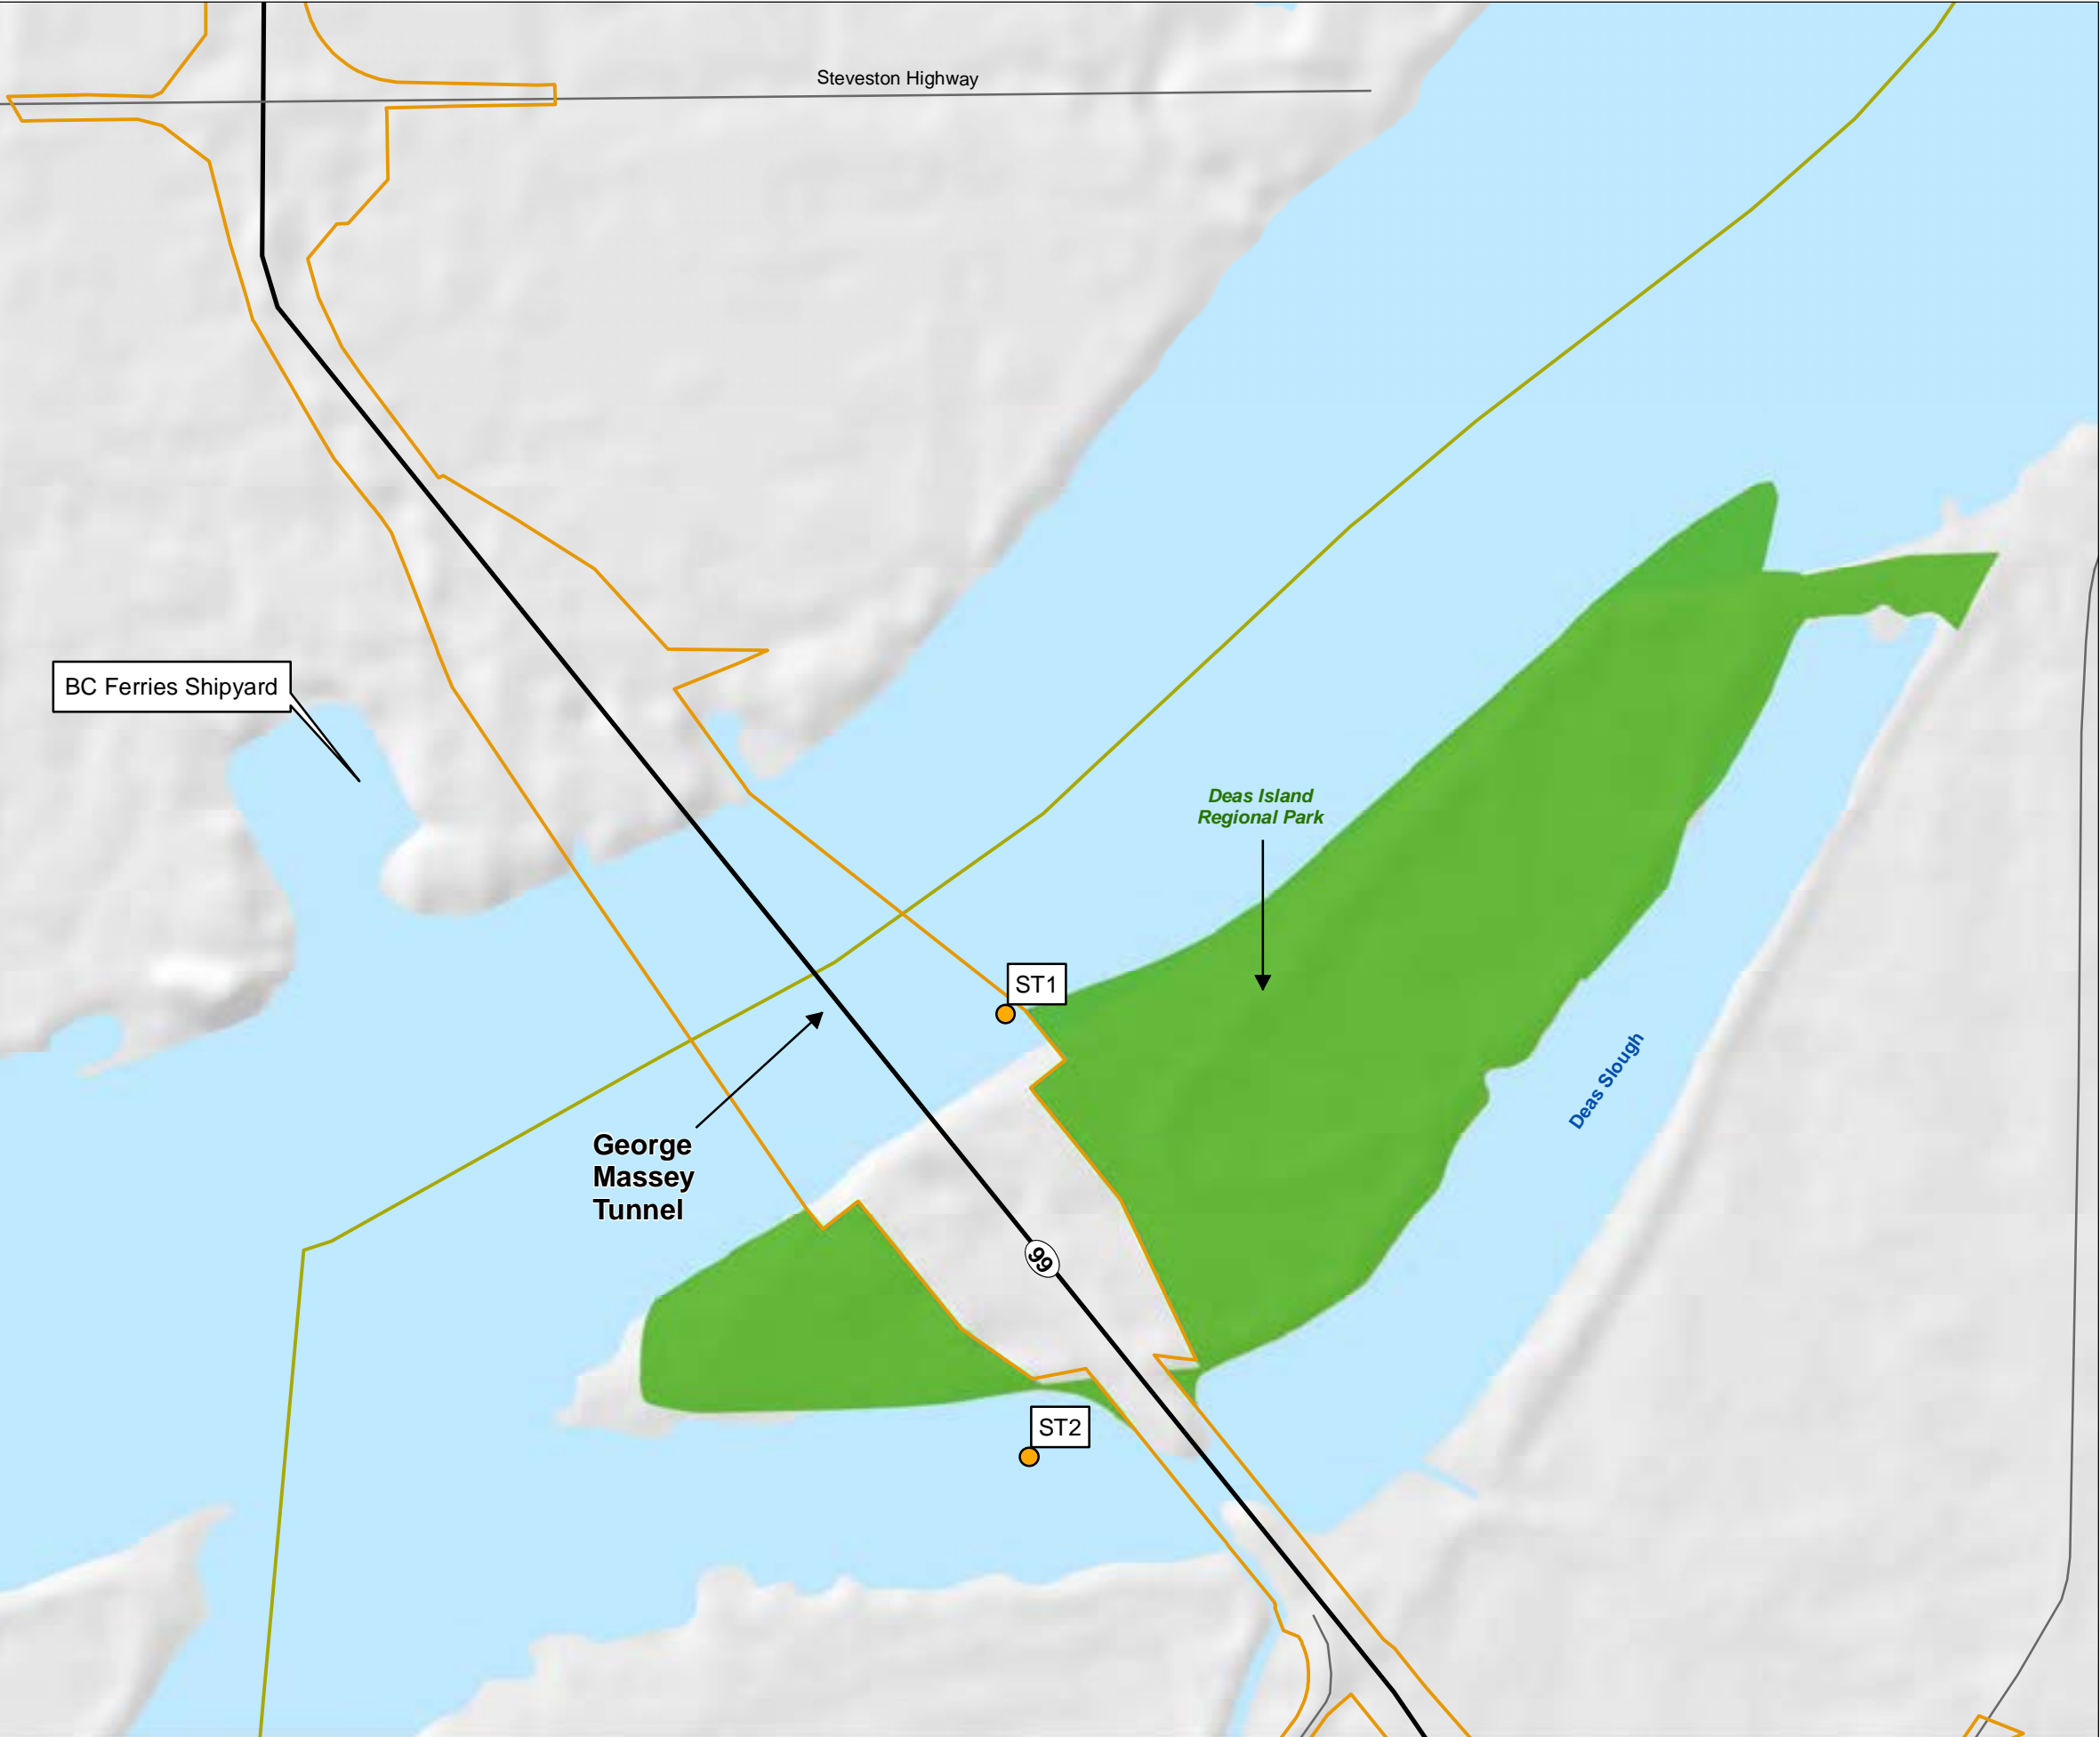 Steveston Highway
BC Ferries Shipyard
Deas Island
Regional Park
ST1
Deas Slough
George
Massey
Tunnel
99
ST2